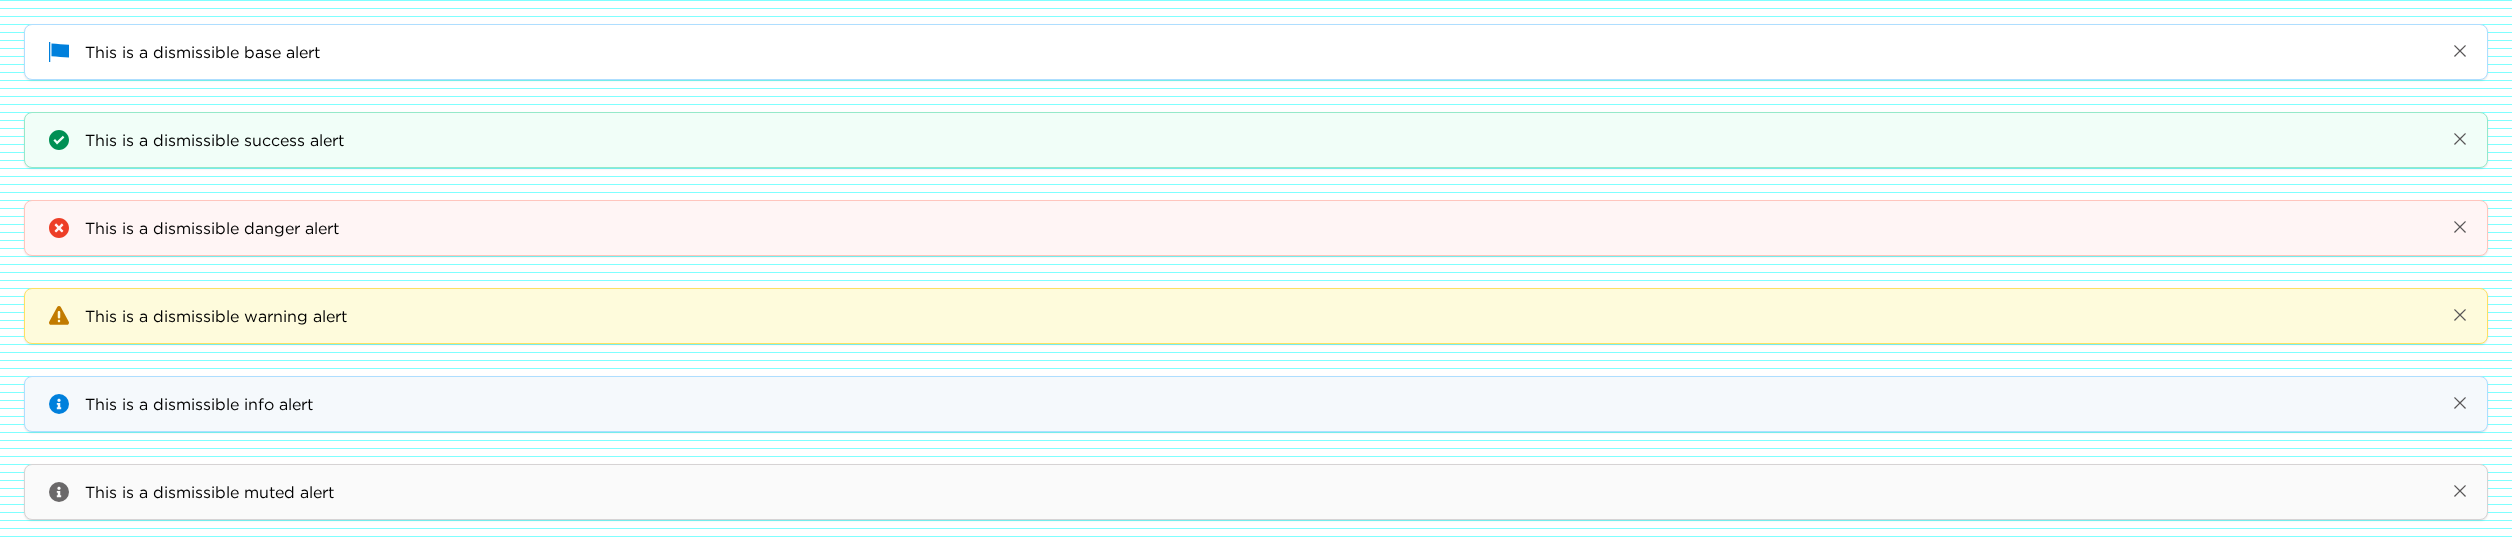 This is a dismissible base alert
This is a dismissible success alert
This is a dismissible danger alert
This is a dismissible warning alert
This is a dismissible info alert
This is a dismissible muted alert